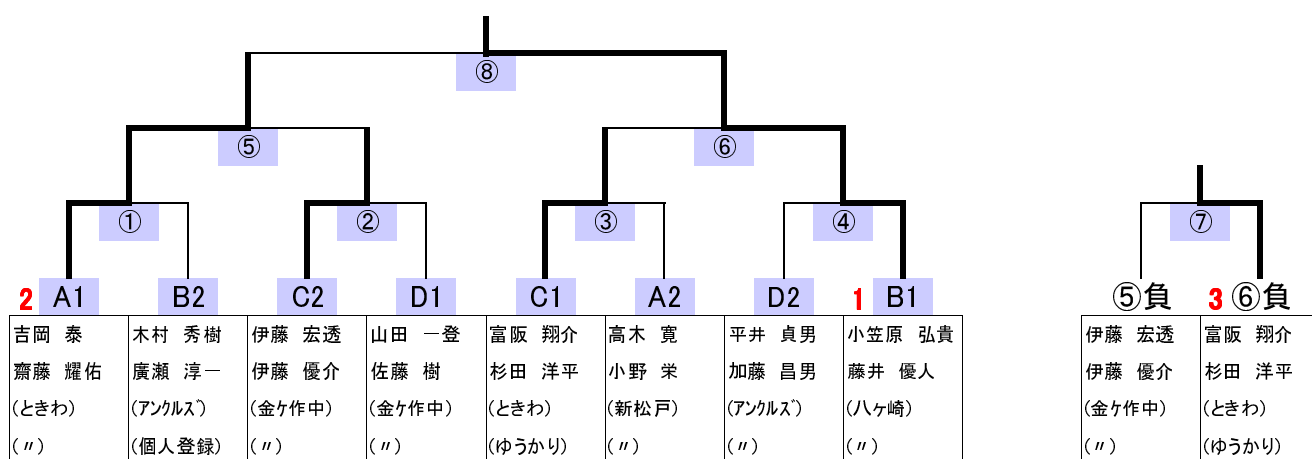 ⑧
⑤ ⑥
① ② ③ ④ ⑦
2 A1 B2 C2 D1 C1 A2 D2 1 B1 ⑤負 3 ⑥負
吉岡 泰 木村 秀樹 伊藤 宏透 山田 一登 富阪 翔介 高木 寛 平井 貞男 小笠原 弘貴 伊藤 宏透 富阪 翔介
齋藤 耀佑 廣瀬 淳一 伊藤 優介 佐藤 樹 杉田 洋平 小野 栄 加藤 昌男 藤井 優人 伊藤 優介 杉田 洋平
(ときわ) (ｱﾝｸﾙｽﾞ) (金ケ作中) (金ケ作中) (ときわ) (新松戸) (ｱﾝｸﾙｽﾞ) (八ヶ崎) (金ケ作中) (ときわ)
(〃) (個人登録) (〃) (〃) (ゆうかり) (〃) (〃) (〃) (〃) (ゆうかり)